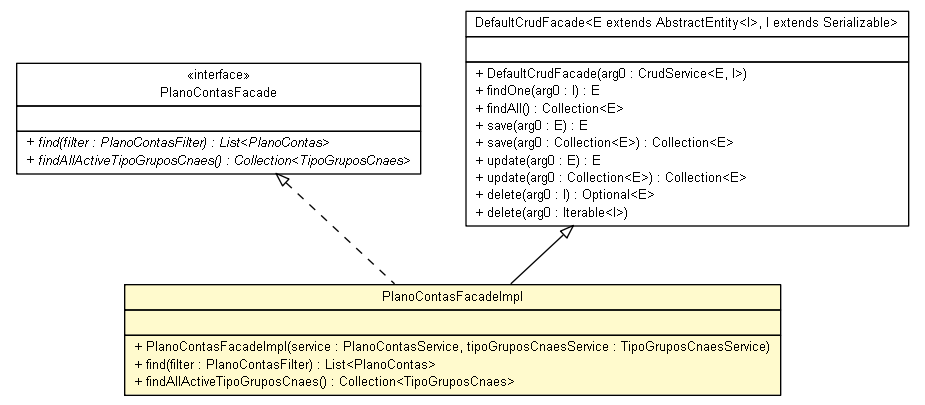 «interface»
PlanoContasFacade
+ find(filter : PlanoContasFilter) : List<PlanoContas>
+ findAllActiveTipoGruposCnaes() : Collection<TipoGruposCnaes>
DefaultCrudFacade<E extends AbstractEntity<I>, I extends Serializable>
+ DefaultCrudFacade(arg0 : CrudService<E, I>)
+ findOne(arg0 : I) : E
+ findAll() : Collection<E>
+ save(arg0 : E) : E
+ save(arg0 : Collection<E>) : Collection<E>
+ update(arg0 : E) : E
+ update(arg0 : Collection<E>) : Collection<E>
+ delete(arg0 : I) : Optional<E>
+ delete(arg0 : Iterable<I>)
PlanoContasFacadeImpl
+ PlanoContasFacadeImpl(service : PlanoContasService, tipoGruposCnaesService : TipoGruposCnaesService)
+ find(filter : PlanoContasFilter) : List<PlanoContas>
+ findAllActiveTipoGruposCnaes() : Collection<TipoGruposCnaes>